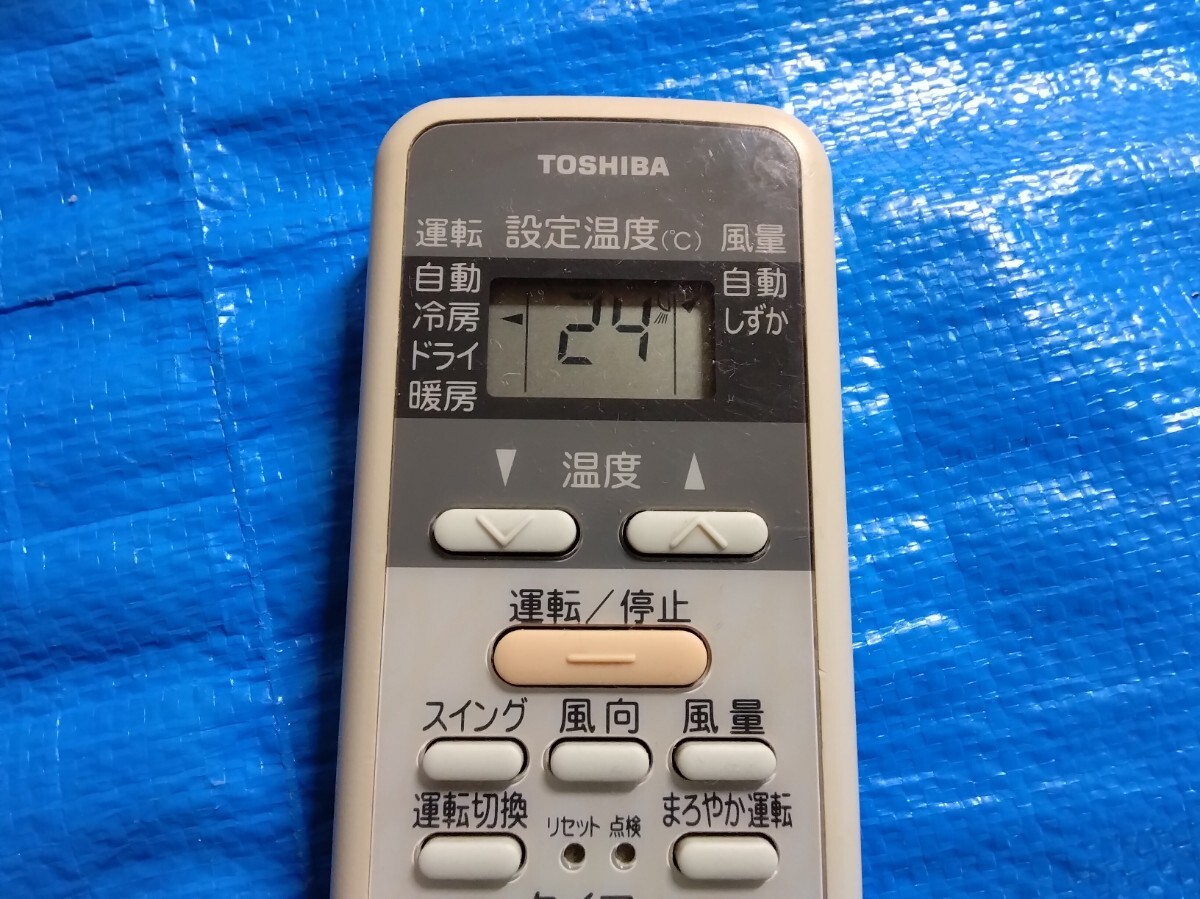 TOSHIBA
運転 設定温度(℃) 風量
自動 自動
冷房 24 しずか
ドライ
暖房
▼ 温度 ▲
運転/停止
スイング 風向 風量
運転切換 リセット 点検 まろやか運転